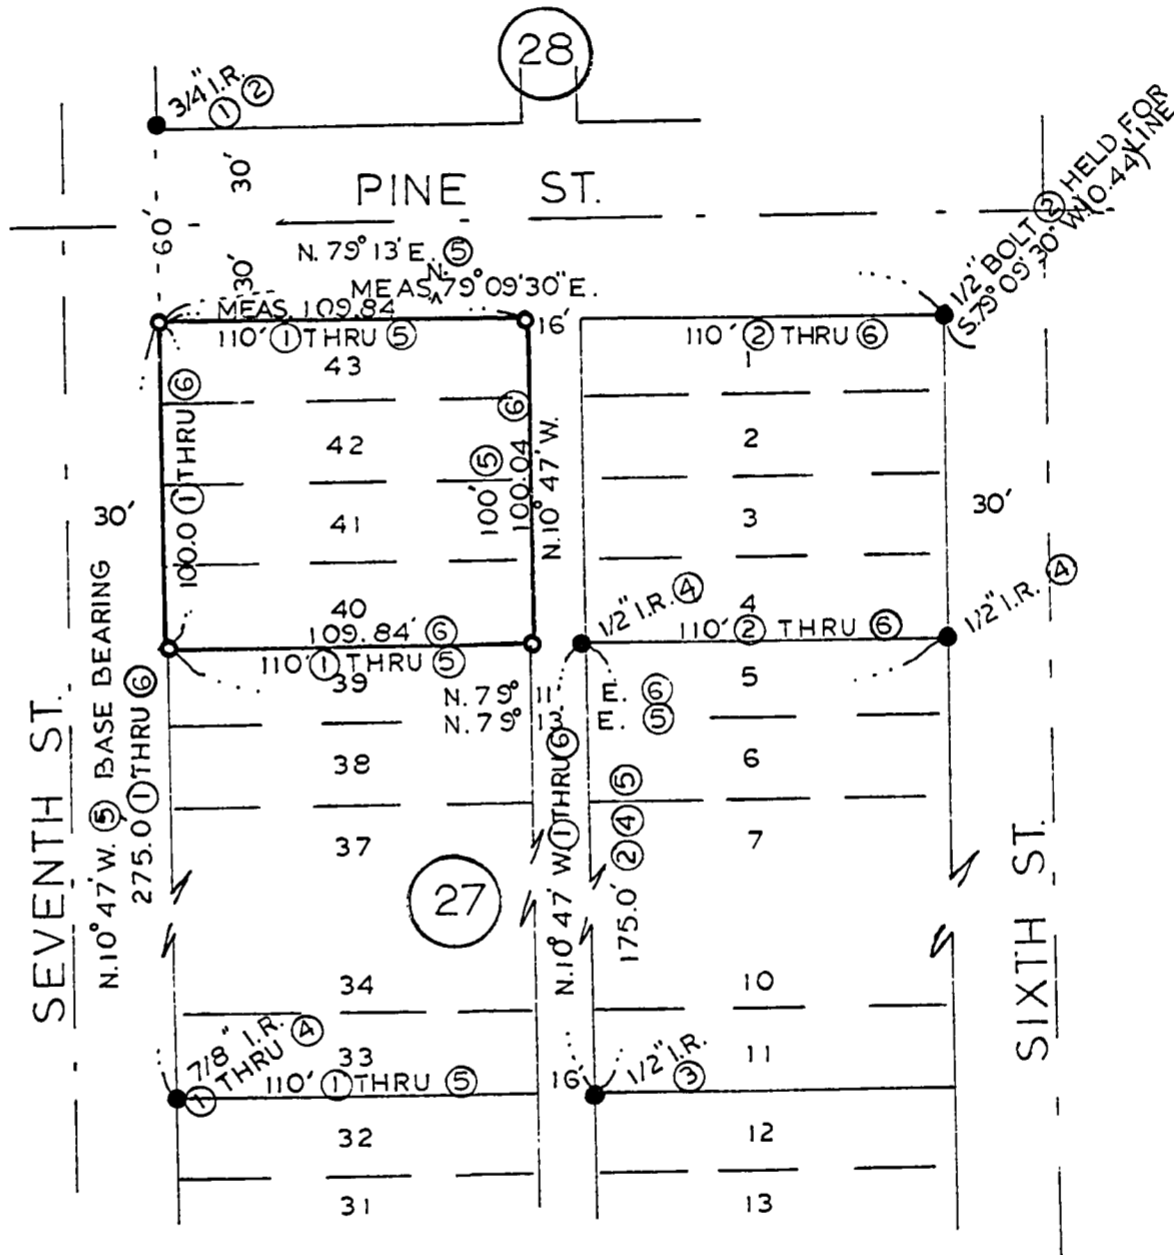 28
3/4" I.R.
① ②
30'
PINE ST.
60'
N. 79° 13' E. ⑤
30'
N.
MEAS. ^ 79° 09' 30" E.
1/2" BOLT ② HELD FOR LINE
(S. 79° 09' 30" W. 0.44')
MEAS. 109.84
110' ① THRU ⑤
16'
110' ② THRU ⑥
43
1
42
2
41
3
40
4
100.0 ① THRU ⑥
100' ⑤
100.04 ⑥
N. 10° 47' W.
30'
30'
1/2" I.R. ④
1/2" I.R. ④
109.84' ⑥
110' ① THRU ⑤
110' ② THRU ⑥
39
5
N. 79° 11' E. ⑥
N. 79° 13' E. ⑤
38
6
37
7
SEVENTH ST.
N. 10° 47' W. ⑤ BASE BEARING
275.0' ① THRU ⑥
27
N. 10° 47' W ① THRU ⑥
175.0' ② ④ ⑤
SIXTH ST.
34
10
33
11
7/8" I.R.
① THRU ④
110' ① THRU ⑤
16'
1/2" I.R.
③
32
12
31
13